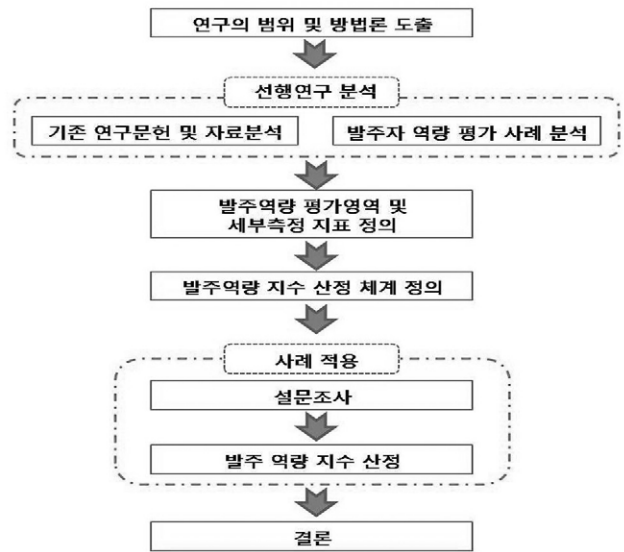 연구의 범위 및 방법론 도출
선행연구 분석
기존 연구문헌 및 자료분석
발주자 역량 평가 사례 분석
발주역량 평가영역 및
세부측정 지표 정의
발주역량 지수 산정 체계 정의
사례 적용
설문조사
발주 역량 지수 산정
결론